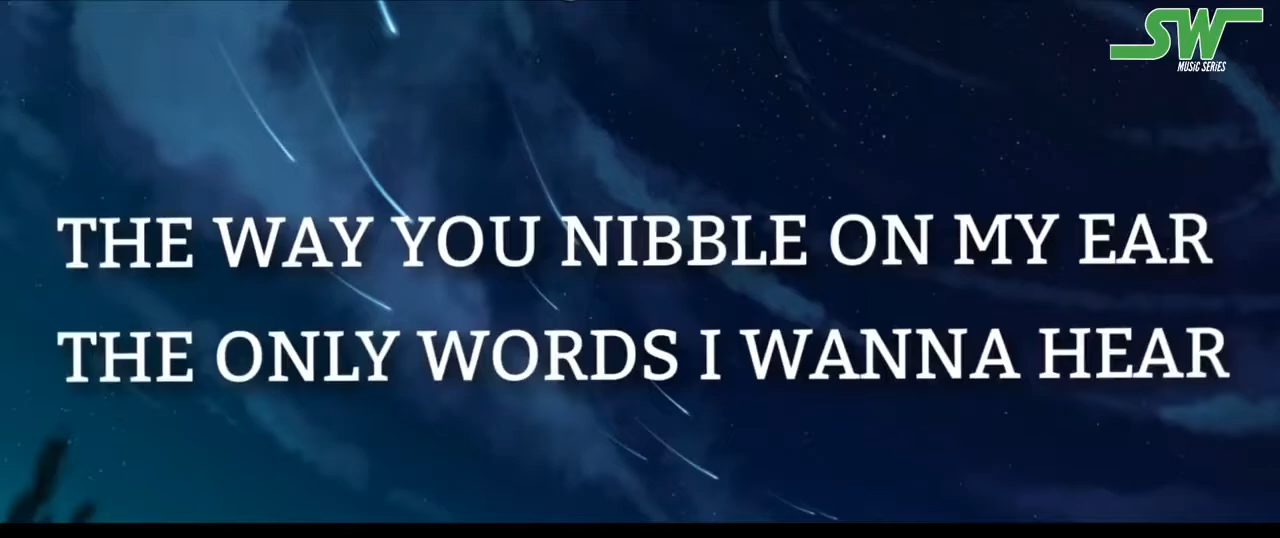 SW
MUSIC SERIES
THE WAY YOU NIBBLE ON MY EAR
THE ONLY WORDS I WANNA HEAR